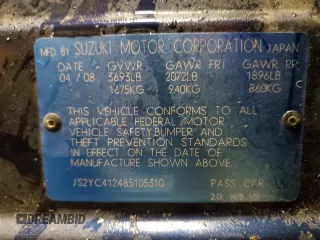 MFD BY SUZUKI MOTOR CORPORATION JAPAN
DATE GVWR GAWR FRT GAWR RR
04 / 08 3693LB 2072LB 1896LB
1675KG 940KG 860KG
THIS VEHICLE CONFORMS TO ALL
APPLICABLE FEDERAL MOTOR
VEHICLE SAFETY,BUMPER AND
THEFT PREVENTION STANDARDS
IN EFFECT ON THE DATE OF
MANUFACTURE SHOWN ABOVE.
JS2YC412485105310 PASS CAR
DREAMBID